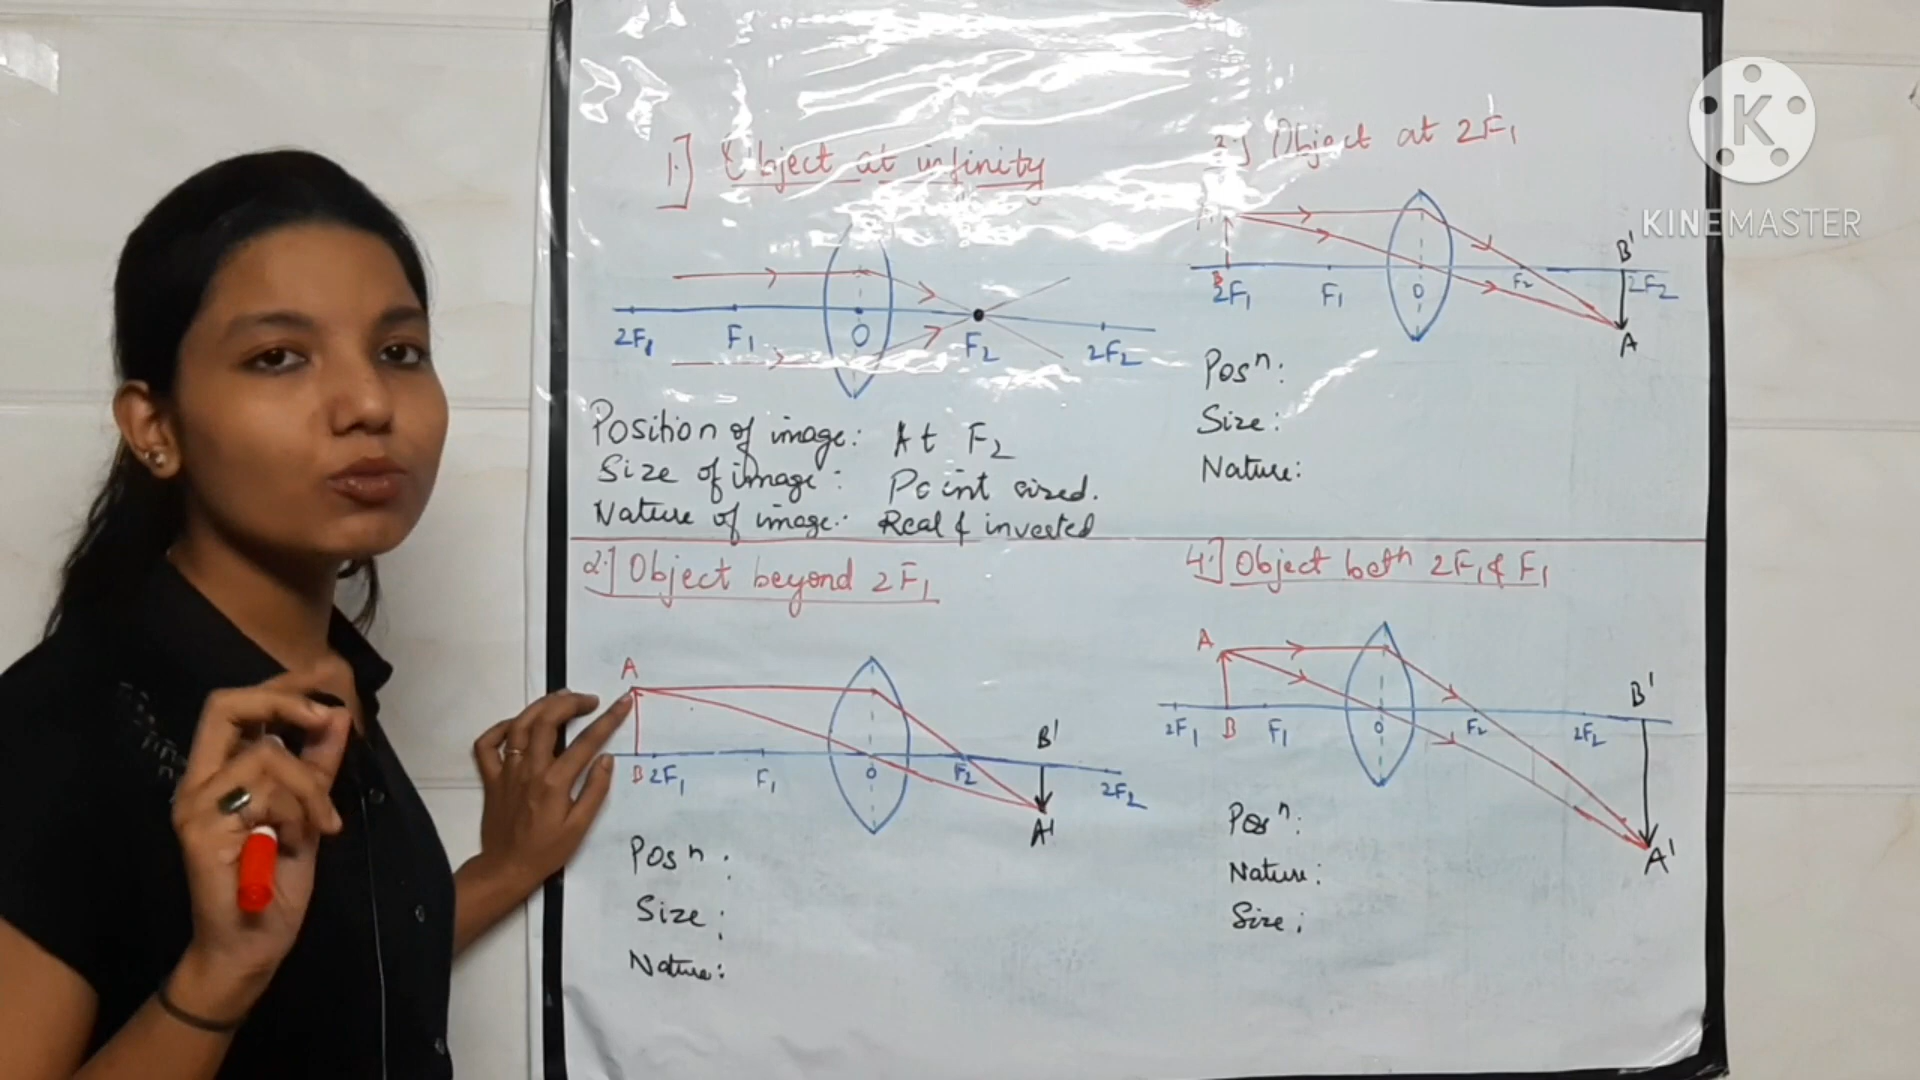 1.] Object at infinity
2F₁ F₁ O F₂ 2F₂
Position of image: At F₂
Size of image: Point sized.
Nature of image: Real & inverted
2.] Object beyond 2F₁
A
B'
B 2F₁ F₁ O F₂ 2F₂
A'
Posⁿ:
Size:
Nature:
3.] Object at 2F₁
B'
B
2F₁ F₁ O F₂ 2F₂
A
Posⁿ:
Size:
Nature:
4.] Object betⁿ 2F₁ & F₁
A
B'
2F₁ B F₁ O F₂ 2F₂
A'
Posⁿ:
Nature:
Size:
K
KINEMASTER